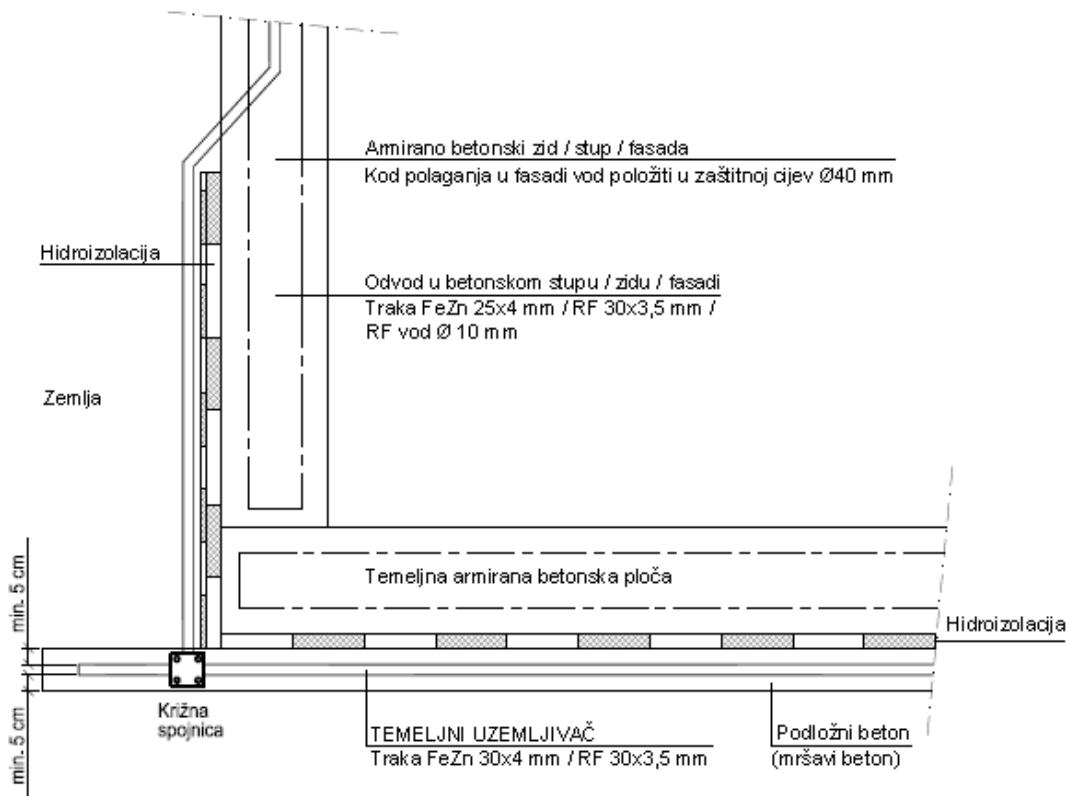 Armirano betonski zid / stup / fasada
Kod polaganja u fasadi vod položiti u zaštitnoj cijev Ø40 mm
Hidroizolacija
Odvod u betonskom stupu / zidu / fasadi
Traka FeZn 25x4 mm / RF 30x3,5 mm /
RF vod Ø 10 mm
Zemlja
min. 5 cm
Temeljna armirana betonska ploča
Hidroizolacija
min. 5 cm
Križna
spojnica
TEMELJNI UZEMLJIVAČ
Traka FeZn 30x4 mm / RF 30x3,5 mm
Podložni beton
(mršavi beton)